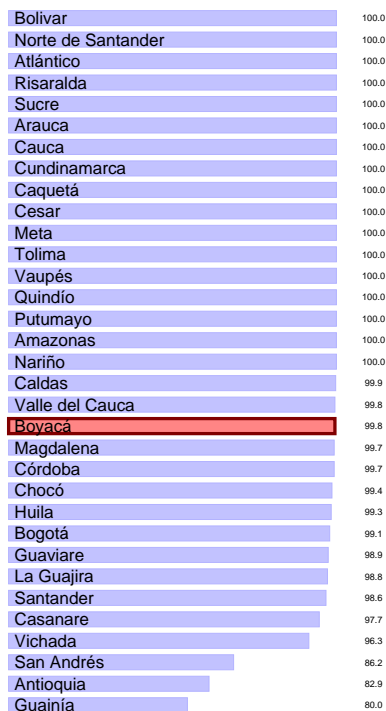 Bolivar 100.0
Norte de Santander 100.0
Atlántico 100.0
Risaralda 100.0
Sucre 100.0
Arauca 100.0
Cauca 100.0
Cundinamarca 100.0
Caquetá 100.0
Cesar 100.0
Meta 100.0
Tolima 100.0
Vaupés 100.0
Quindío 100.0
Putumayo 100.0
Amazonas 100.0
Nariño 100.0
Caldas 99.9
Valle del Cauca 99.8
Boyacá 99.8
Magdalena 99.7
Córdoba 99.7
Chocó 99.4
Huila 99.3
Bogotá 99.1
Guaviare 98.9
La Guajira 98.8
Santander 98.6
Casanare 97.7
Vichada 96.3
San Andrés 86.2
Antioquia 82.9
Guainía 80.0